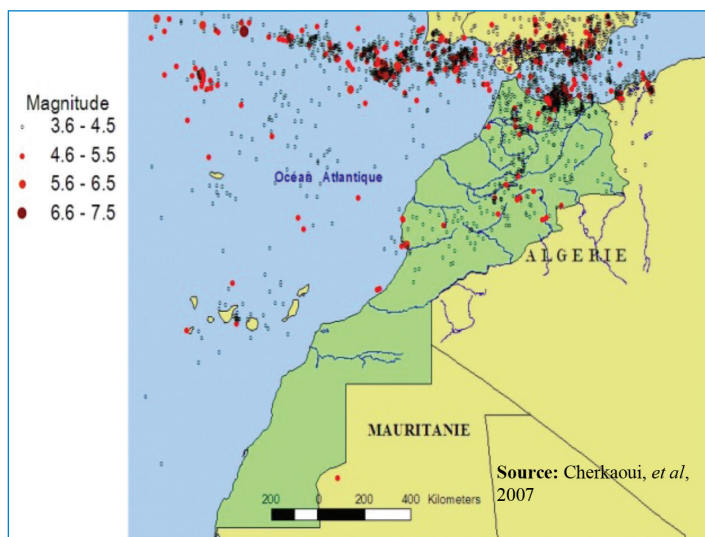 Magnitude
3.6 - 4.5
4.6 - 5.5
5.6 - 6.5
6.6 - 7.5
Océan Atlantique
ALGERIE
MAURITANIE
Source: Cherkaoui, et al,
2007
200 0 200 400 Kilometers